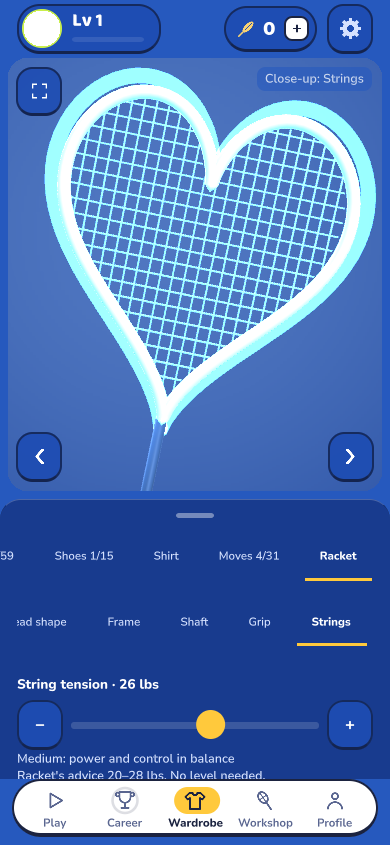 Lv 1
0
+
Close-up: Strings
/59
Shoes 1/15
Shirt
Moves 4/31
Racket
ead shape
Frame
Shaft
Grip
Strings
String tension · 26 lbs
− +
Medium: power and control in balance
Racket's advice 20–28 lbs. No level needed.
Play
Career
Wardrobe
Workshop
Profile